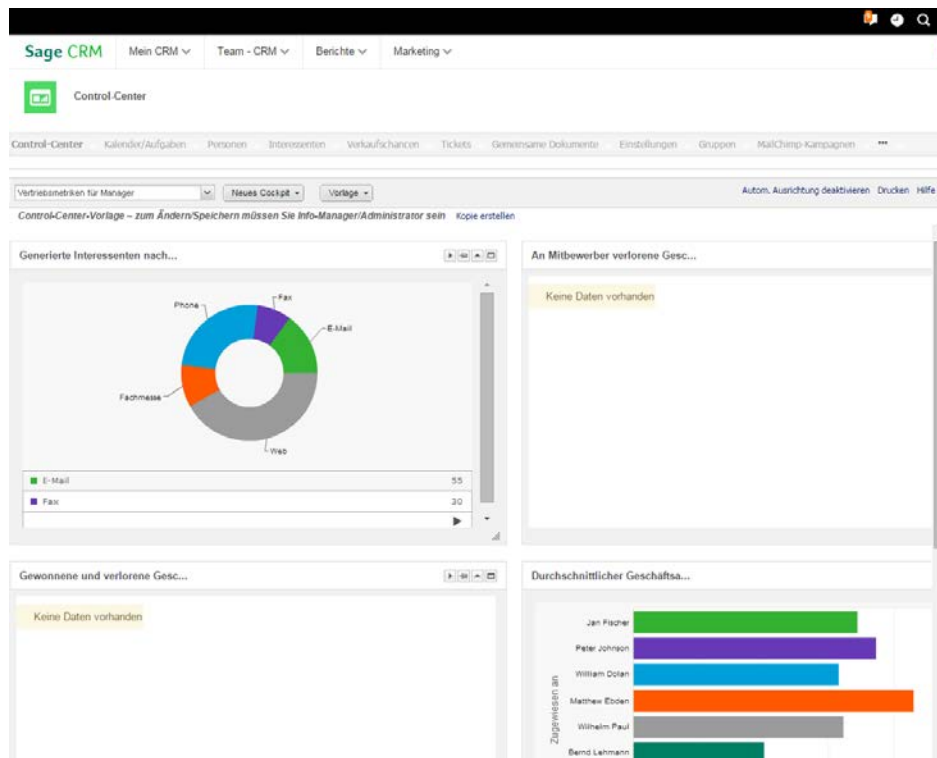 Sage CRM Mein CRM Team - CRM Berichte Marketing
Control-Center
Control-Center Kalender/Aufgaben Personen Interessenten Verkaufschancen Tickets Gemeinsame Dokumente Einstellungen Gruppen MailChimp-Kampagnen •••
Vertriebsmetriken für Manager Neues Cockpit Vorlage Autom. Ausrichtung deaktivieren Drucken Hilfe
Control-Center-Vorlage – zum Ändern/Speichern müssen Sie Info-Manager/Administrator sein Kopie erstellen
Generierte Interessenten nach...
Phone
Fax
E-Mail
Fachmesse
Web
E-Mail 55
Fax 30
An Mitbewerber verlorene Gesc...
Keine Daten vorhanden
Gewonnene und verlorene Gesc...
Keine Daten vorhanden
Durchschnittlicher Geschäftsa...
Zugewiesen an
Jan Fischer
Peter Johnson
William Dolan
Matthew Ebden
Wilhelm Paul
Bernd Lehmann